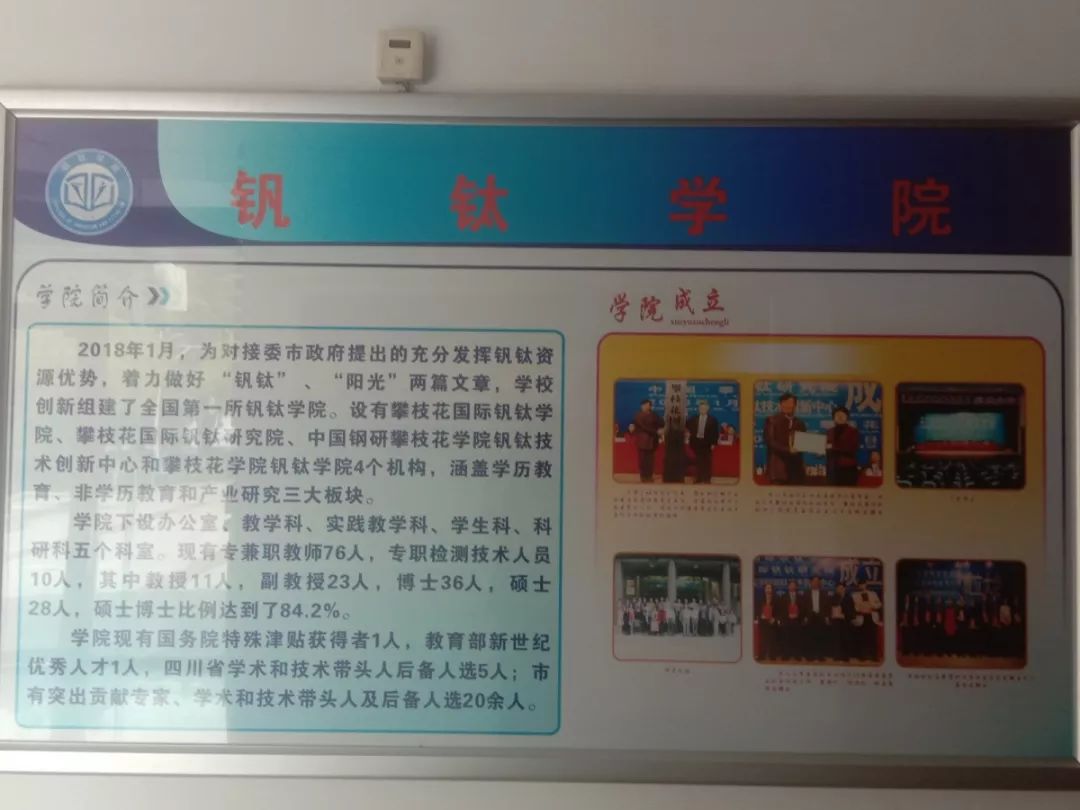 钒钛学院
学院简介
2018年1月，为对接委市政府提出的充分发挥钒钛资
源优势，着力做好“钒钛”、“阳光”两篇文章，学校
创新组建了全国第一所钒钛学院。设有攀枝花国际钒钛学
院、攀枝花国际钒钛研究院、中国钢研攀枝花学院钒钛技
术创新中心和攀枝花学院钒钛学院4个机构，涵盖学历教
育、非学历教育和产业研究三大板块。
学院下设办公室、教学科、实践教学科、学生科、科
研科五个科室。现有专兼职教师76人，专职检测技术人员
10人，其中教授11人，副教授23人，博士36人，硕士
28人，硕士博士比例达到了84.2%。
学院现有国务院特殊津贴获得者1人，教育部新世纪
优秀人才1人，四川省学术和技术带头人后备人选5人；市
有突出贡献专家、学术和技术带头人及后备人选20余人。
学院成立
xueyuanchengli
攀枝花
成
成立